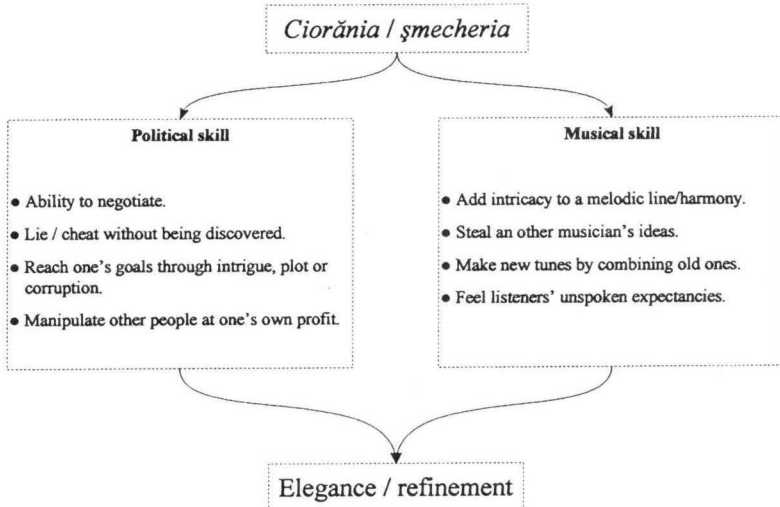 Ciorănia / şmecheria
Political skill
● Ability to negotiate.
● Lie / cheat without being discovered.
● Reach one's goals through intrigue, plot or
corruption.
● Manipulate other people at one's own profit.
Musical skill
● Add intricacy to a melodic line/harmony.
● Steal an other musician's ideas.
● Make new tunes by combining old ones.
● Feel listeners' unspoken expectancies.
Elegance / refinement